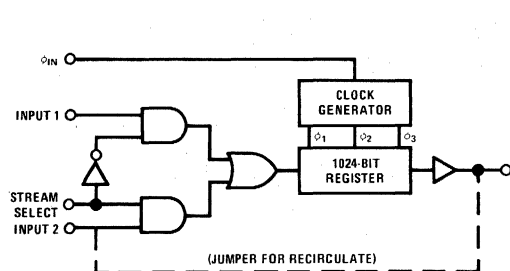 ϕIN
CLOCK
GENERATOR
INPUT 1
ϕ1
ϕ2
ϕ3
1024-BIT
REGISTER
STREAM
SELECT
INPUT 2
(JUMPER FOR RECIRCULATE)